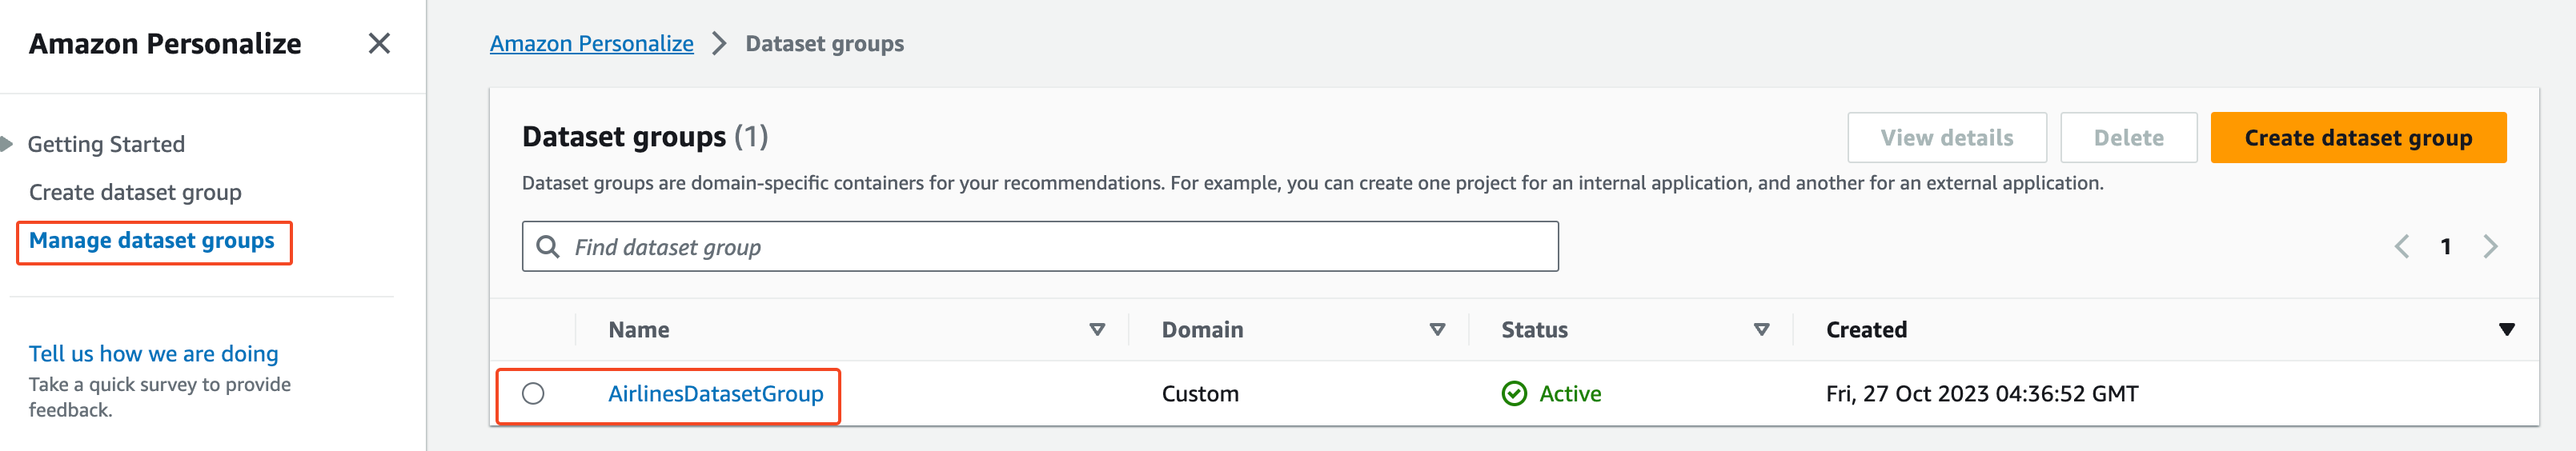 Amazon Personalize
Getting Started
Create dataset group
Manage dataset groups
Tell us how we are doing
Take a quick survey to provide
feedback.
Amazon Personalize > Dataset groups
Dataset groups (1)
View details
Delete
Create dataset group
Dataset groups are domain-specific containers for your recommendations. For example, you can create one project for an internal application, and another for an external application.
Find dataset group
1
Name Domain Status Created
AirlinesDatasetGroup Custom Active Fri, 27 Oct 2023 04:36:52 GMT